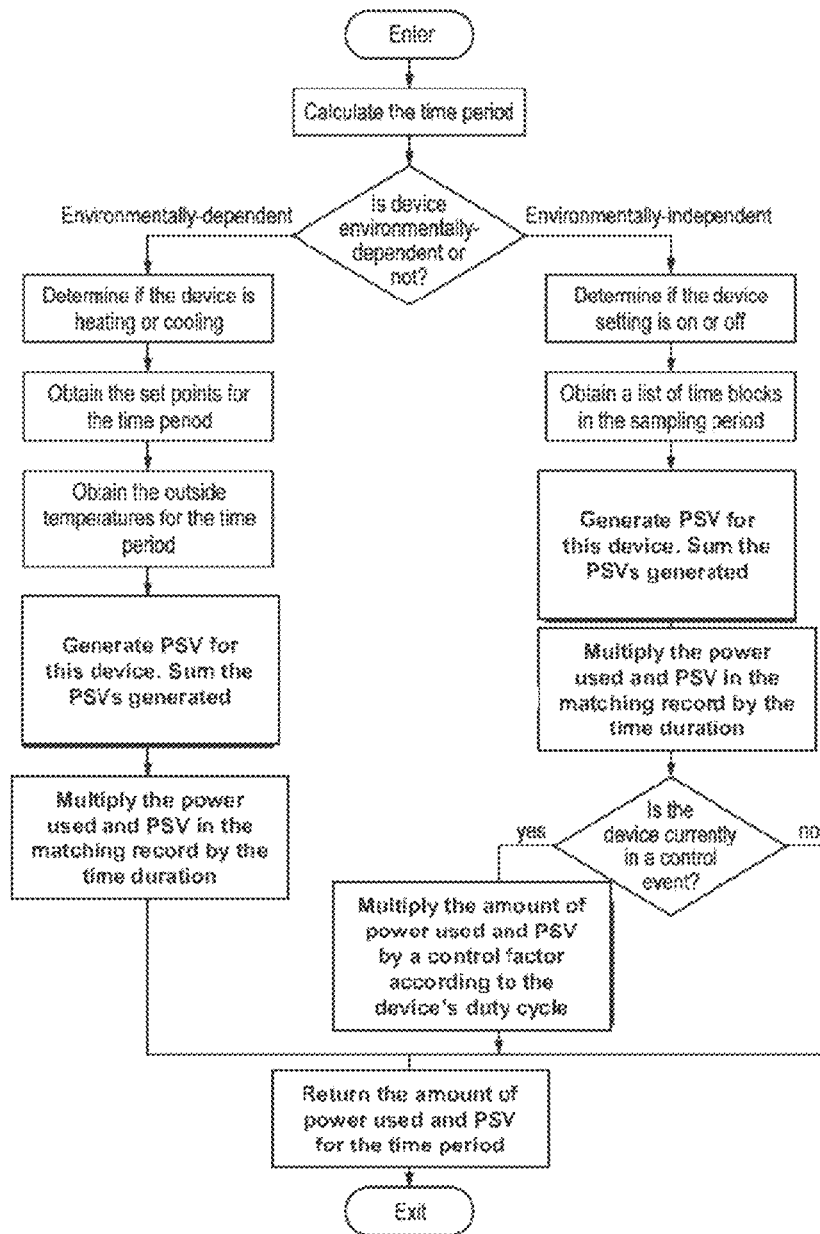 Enter
Calculate the time period
Is device
environmentally-
dependent or
not?
Environmentally-dependent
Environmentally-independent
Determine if the device is
heating or cooling
Obtain the set points for
the time period
Obtain the outside
temperatures for the time
period
Generate PSV for
this device. Sum the
PSVs generated
Multiply the power
used and PSV in the
matching record by the
time duration
Determine if the device
setting is on or off
Obtain a list of time blocks
in the sampling period
Generate PSV for
this device. Sum the
PSVs generated
Multiply the power
used and PSV in the
matching record by the
time duration
Is the
device currently
in a control
event?
yes
no
Multiply the amount of
power used and PSV
by a control factor
according to the
device's duty cycle
Return the amount of
power used and PSV
for the time period
Exit